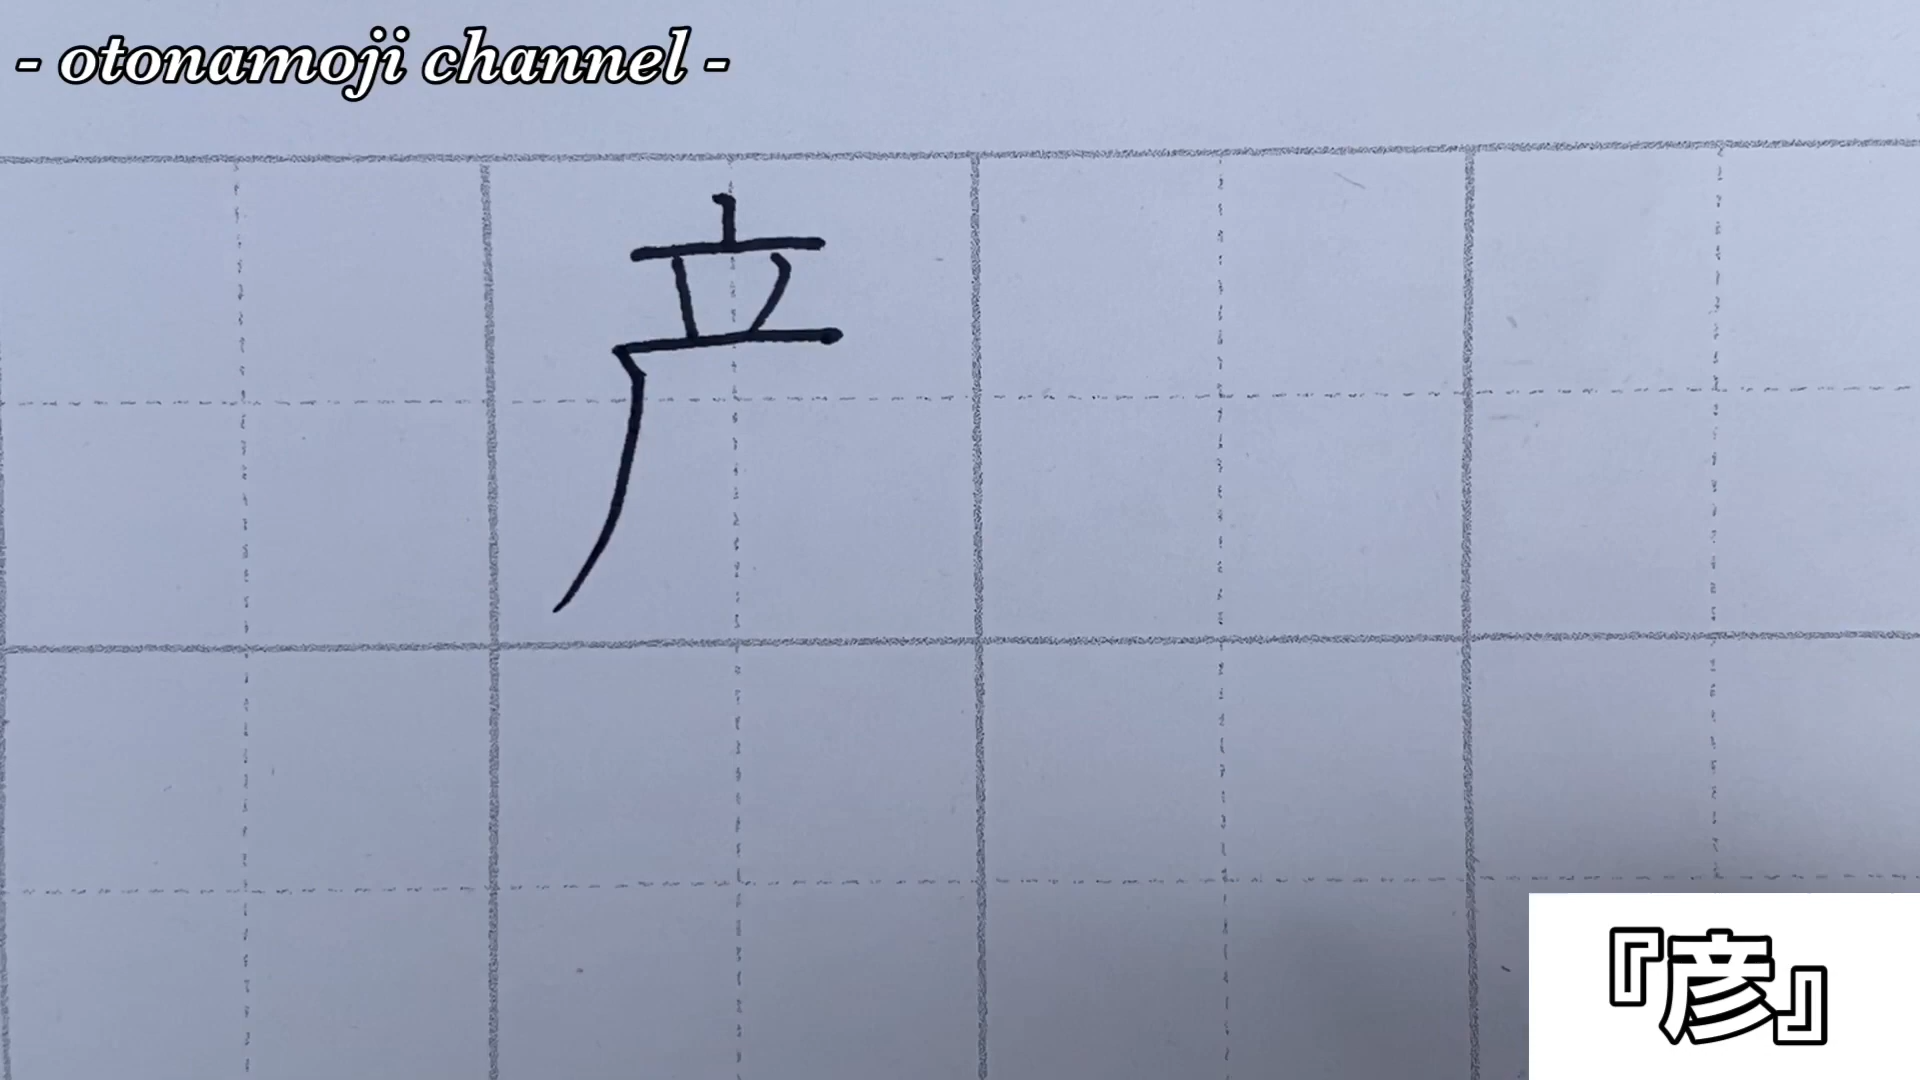 - otonamoji channel -
产
『彦』